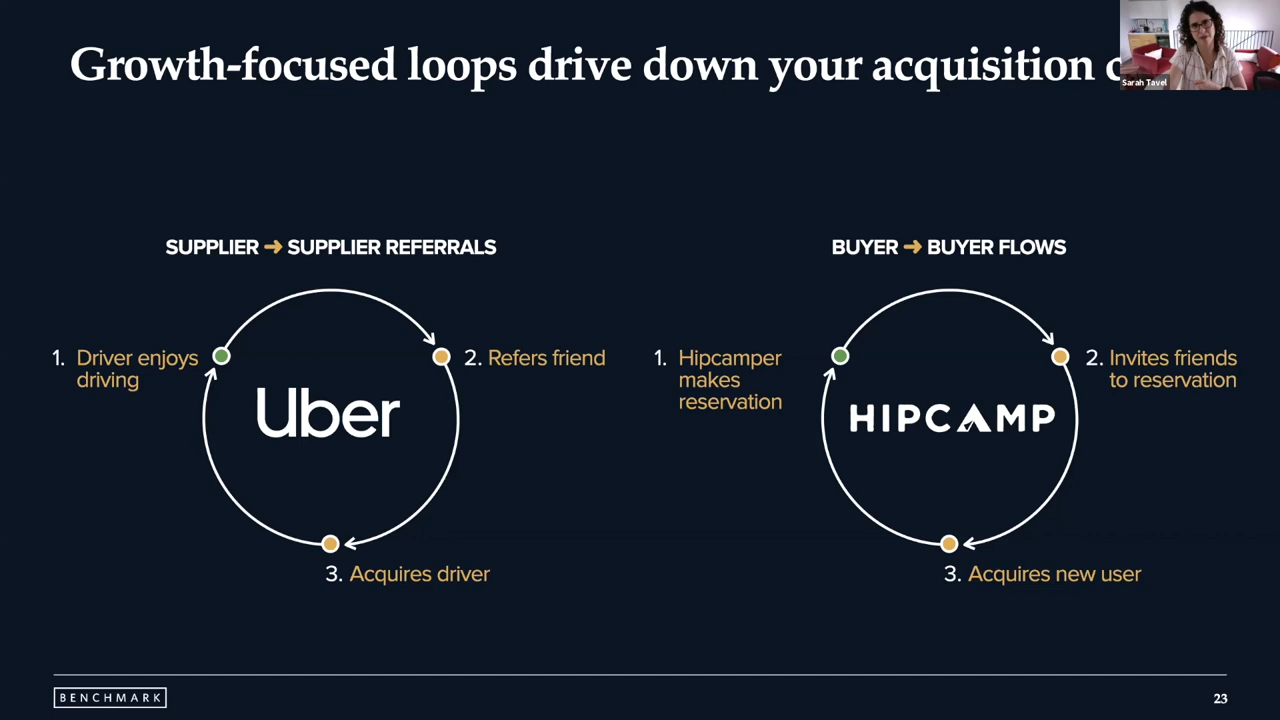 Growth-focused loops drive down your acquisition
Sarah Tavel
SUPPLIER ➔ SUPPLIER REFERRALS
1. Driver enjoys
driving
2. Refers friend
Uber
3. Acquires driver
BUYER ➔ BUYER FLOWS
1. Hipcamper
makes
reservation
2. Invites friends
to reservation
HIPCAMP
3. Acquires new user
BENCHMARK
23